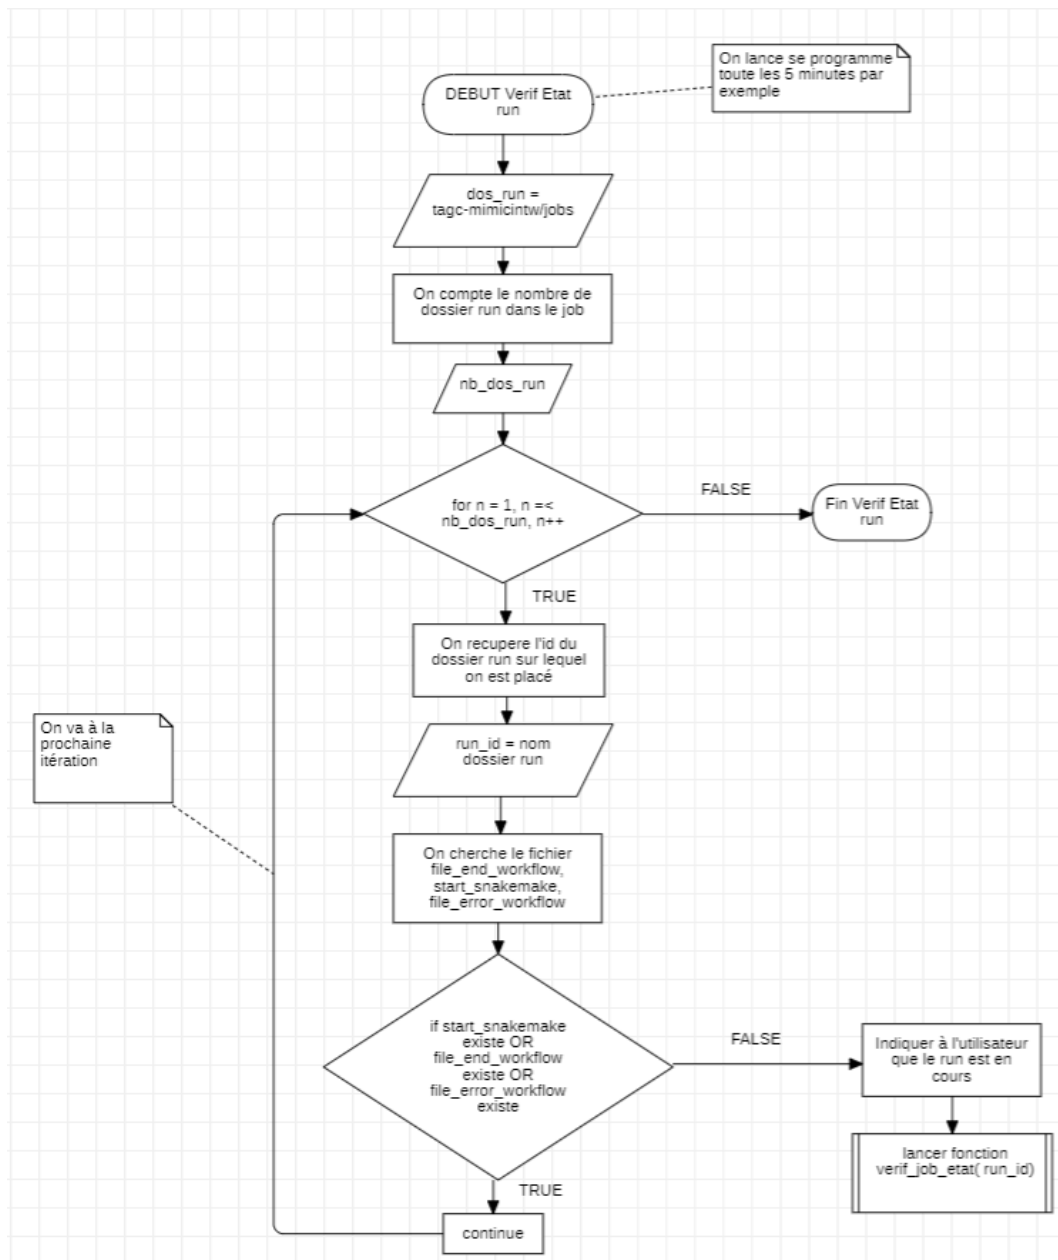 On lance se programme
toute les 5 minutes par
exemple
DEBUT Verif Etat
run
dos_run =
tagc-mimicintw/jobs
On compte le nombre de
dossier run dans le job
nb_dos_run
for n = 1, n =<
nb_dos_run, n++
FALSE
Fin Verif Etat
run
TRUE
On recupere l'id du
dossier run sur lequel
on est placé
On va à la
prochaine
itération
run_id = nom
dossier run
On cherche le fichier
file_end_workflow,
start_snakemake,
file_error_workflow
if start_snakemake
existe OR
file_end_workflow
existe OR
file_error_workflow
existe
FALSE
Indiquer à l'utilisateur
que le run est en
cours
lancer fonction
verif_job_etat( run_id)
TRUE
continue